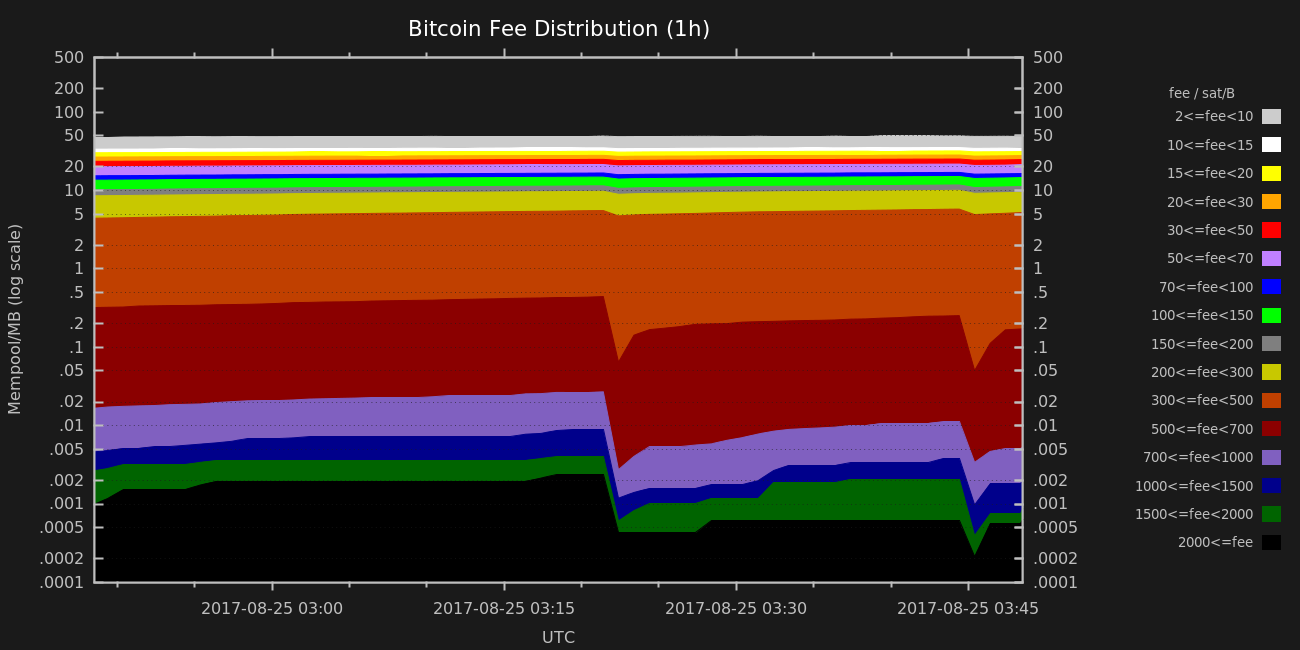 Bitcoin Fee Distribution (1h)
500
200
100
50
20
10
5
2
1
.5
.2
.1
.05
.02
.01
.005
.002
.001
.0005
.0002
.0001
Mempool/MB (log scale)
500
200
100
50
20
10
5
2
1
.5
.2
.1
.05
.02
.01
.005
.002
.001
.0005
.0002
.0001
2017-08-25 03:00
2017-08-25 03:15
2017-08-25 03:30
2017-08-25 03:45
UTC
fee / sat/B
2<=fee<10
10<=fee<15
15<=fee<20
20<=fee<30
30<=fee<50
50<=fee<70
70<=fee<100
100<=fee<150
150<=fee<200
200<=fee<300
300<=fee<500
500<=fee<700
700<=fee<1000
1000<=fee<1500
1500<=fee<2000
2000<=fee